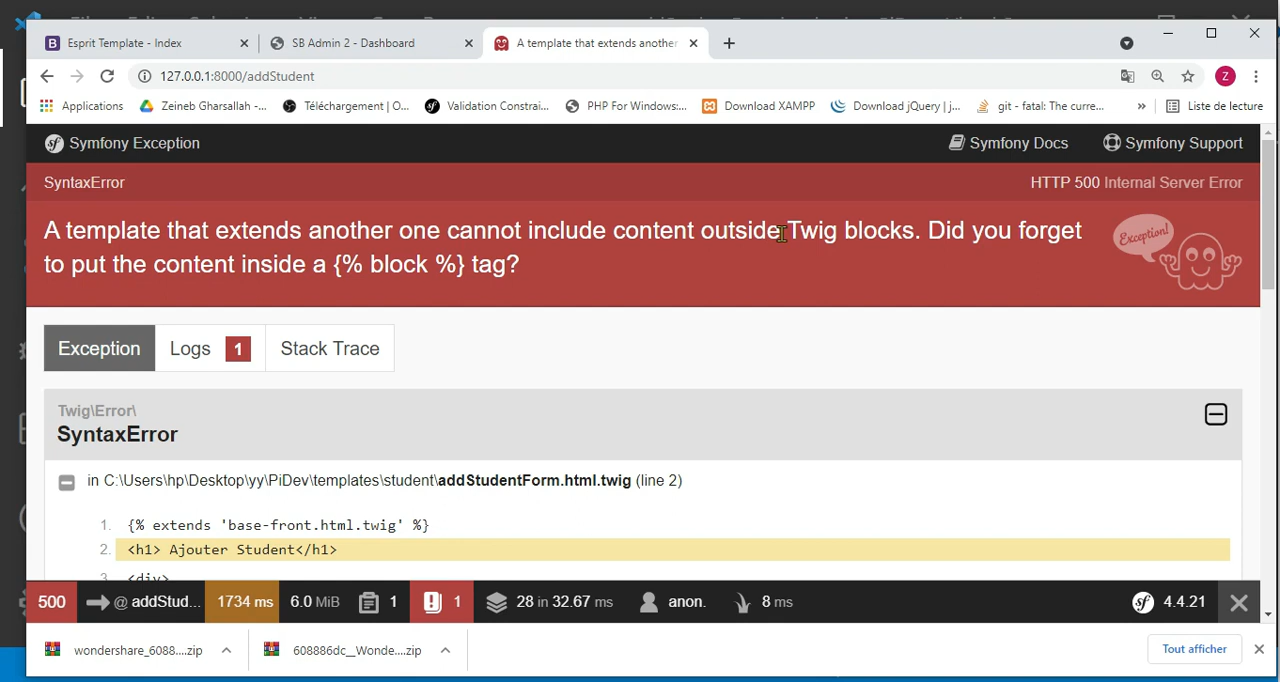 Esprit Template - Index
SB Admin 2 - Dashboard
A template that extends another
127.0.0.1:8000/addStudent
Z
Applications
Zeineb Gharsallah -...
Téléchargement | O...
Validation Constrai...
PHP For Windows:...
Download XAMPP
Download jQuery | j...
git - fatal: The curre...
»
Liste de lecture
Symfony Exception
Symfony Docs
Symfony Support
SyntaxError
HTTP 500 Internal Server Error
A template that extends another one cannot include content outside Twig blocks. Did you forget
to put the content inside a {% block %} tag?
Exception!
Exception
Logs 1
Stack Trace
Twig\Error\
SyntaxError
in C:\Users\hp\Desktop\yy\PiDev\templates\student\addStudentForm.html.twig (line 2)
1. {% extends 'base-front.html.twig' %}
2. <h1> Ajouter Student</h1>
3. <div>
500 @ addStud... 1734 ms 6.0 MiB 1 1 28 in 32.67 ms anon. 8 ms 4.4.21
wondershare_6088....zip
608886dc__Wonde....zip
Tout afficher